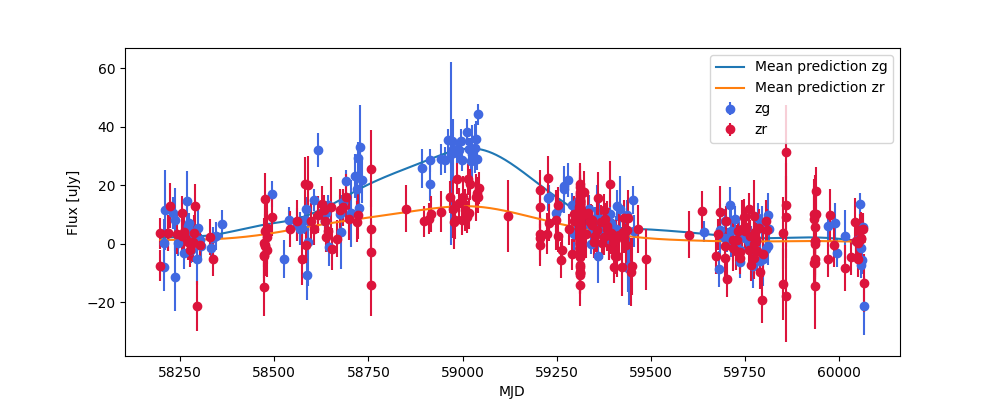 60
40
20
0
−20
Flux [uJy]
58250
58500
58750
59000
59250
59500
59750
60000
MJD
Mean prediction zg
Mean prediction zr
zg
zr